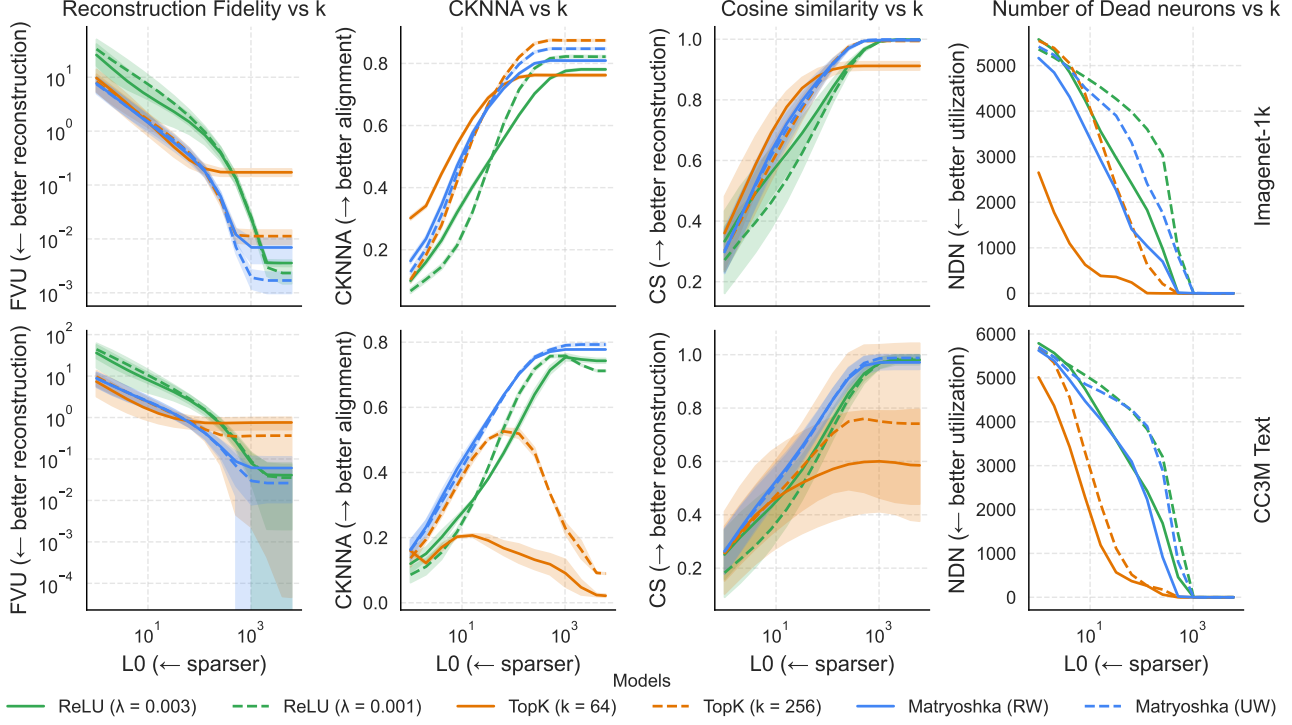 Reconstruction Fidelity vs k
CKNNA vs k
Cosine similarity vs k
Number of Dead neurons vs k
FVU (← better reconstruction)
10^1
10^0
10^-1
10^-2
10^-3
CKNNA (→ better alignment)
0.8
0.6
0.4
0.2
CS (→ better reconstruction)
1.0
0.8
0.6
0.4
0.2
NDN (← better utilization)
5000
4000
3000
2000
1000
0
Imagenet-1k
FVU (← better reconstruction)
10^2
10^1
10^0
10^-1
10^-2
10^-3
10^-4
CKNNA (→ better alignment)
0.8
0.6
0.4
0.2
0.0
CS (→ better reconstruction)
1.0
0.8
0.6
0.4
0.2
NDN (← better utilization)
6000
5000
4000
3000
2000
1000
0
CC3M Text
10^1 10^3
10^1 10^3
10^1 10^3
10^1 10^3
L0 (← sparser)
L0 (← sparser)
L0 (← sparser)
L0 (← sparser)
Models
ReLU (λ = 0.003)
ReLU (λ = 0.001)
TopK (k = 64)
TopK (k = 256)
Matryoshka (RW)
Matryoshka (UW)